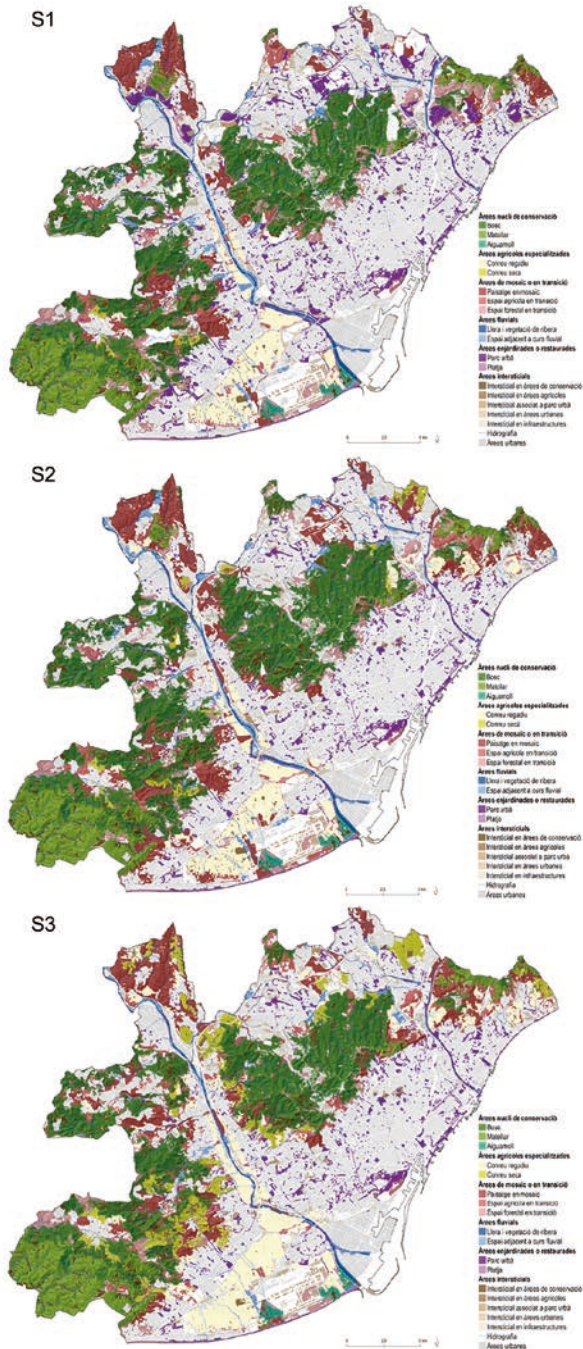 S1
Àrees nucli de conservació
Bosc
Matollar
Aiguamoll
Àrees agrícoles especialitzades
Conreu regadiu
Conreu secà
Àrees de mosaic o en transició
Paisatge en mosaic
Espai agrícola en transició
Espai forestal en transició
Àrees fluvials
Llera i vegetació de ribera
Espai adjacent a curs fluvial
Àrees enjardinades o restaurades
Parc urbà
Platja
Àrees intersticials
Intersticial en àrees de conservació
Intersticial en àrees agrícoles
Intersticial associat a parc urbà
Intersticial en àrees urbanes
Intersticial en infraestructures
Hidrografia
Àrees urbanes
S2
Àrees nucli de conservació
Bosc
Matollar
Aiguamoll
Àrees agrícoles especialitzades
Conreu regadiu
Conreu secà
Àrees de mosaic o en transició
Paisatge en mosaic
Espai agrícola en transició
Espai forestal en transició
Àrees fluvials
Llera i vegetació de ribera
Espai adjacent a curs fluvial
Àrees enjardinades o restaurades
Parc urbà
Platja
Àrees intersticials
Intersticial en àrees de conservació
Intersticial en àrees agrícoles
Intersticial associat a parc urbà
Intersticial en àrees urbanes
Intersticial en infraestructures
Hidrografia
Àrees urbanes
S3
Àrees nucli de conservació
Bosc
Matollar
Aiguamoll
Àrees agrícoles especialitzades
Conreu regadiu
Conreu secà
Àrees de mosaic o en transició
Paisatge en mosaic
Espai agrícola en transició
Espai forestal en transició
Àrees fluvials
Llera i vegetació de ribera
Espai adjacent a curs fluvial
Àrees enjardinades o restaurades
Parc urbà
Platja
Àrees intersticials
Intersticial en àrees de conservació
Intersticial en àrees agrícoles
Intersticial associat a parc urbà
Intersticial en àrees urbanes
Intersticial en infraestructures
Hidrografia
Àrees urbanes